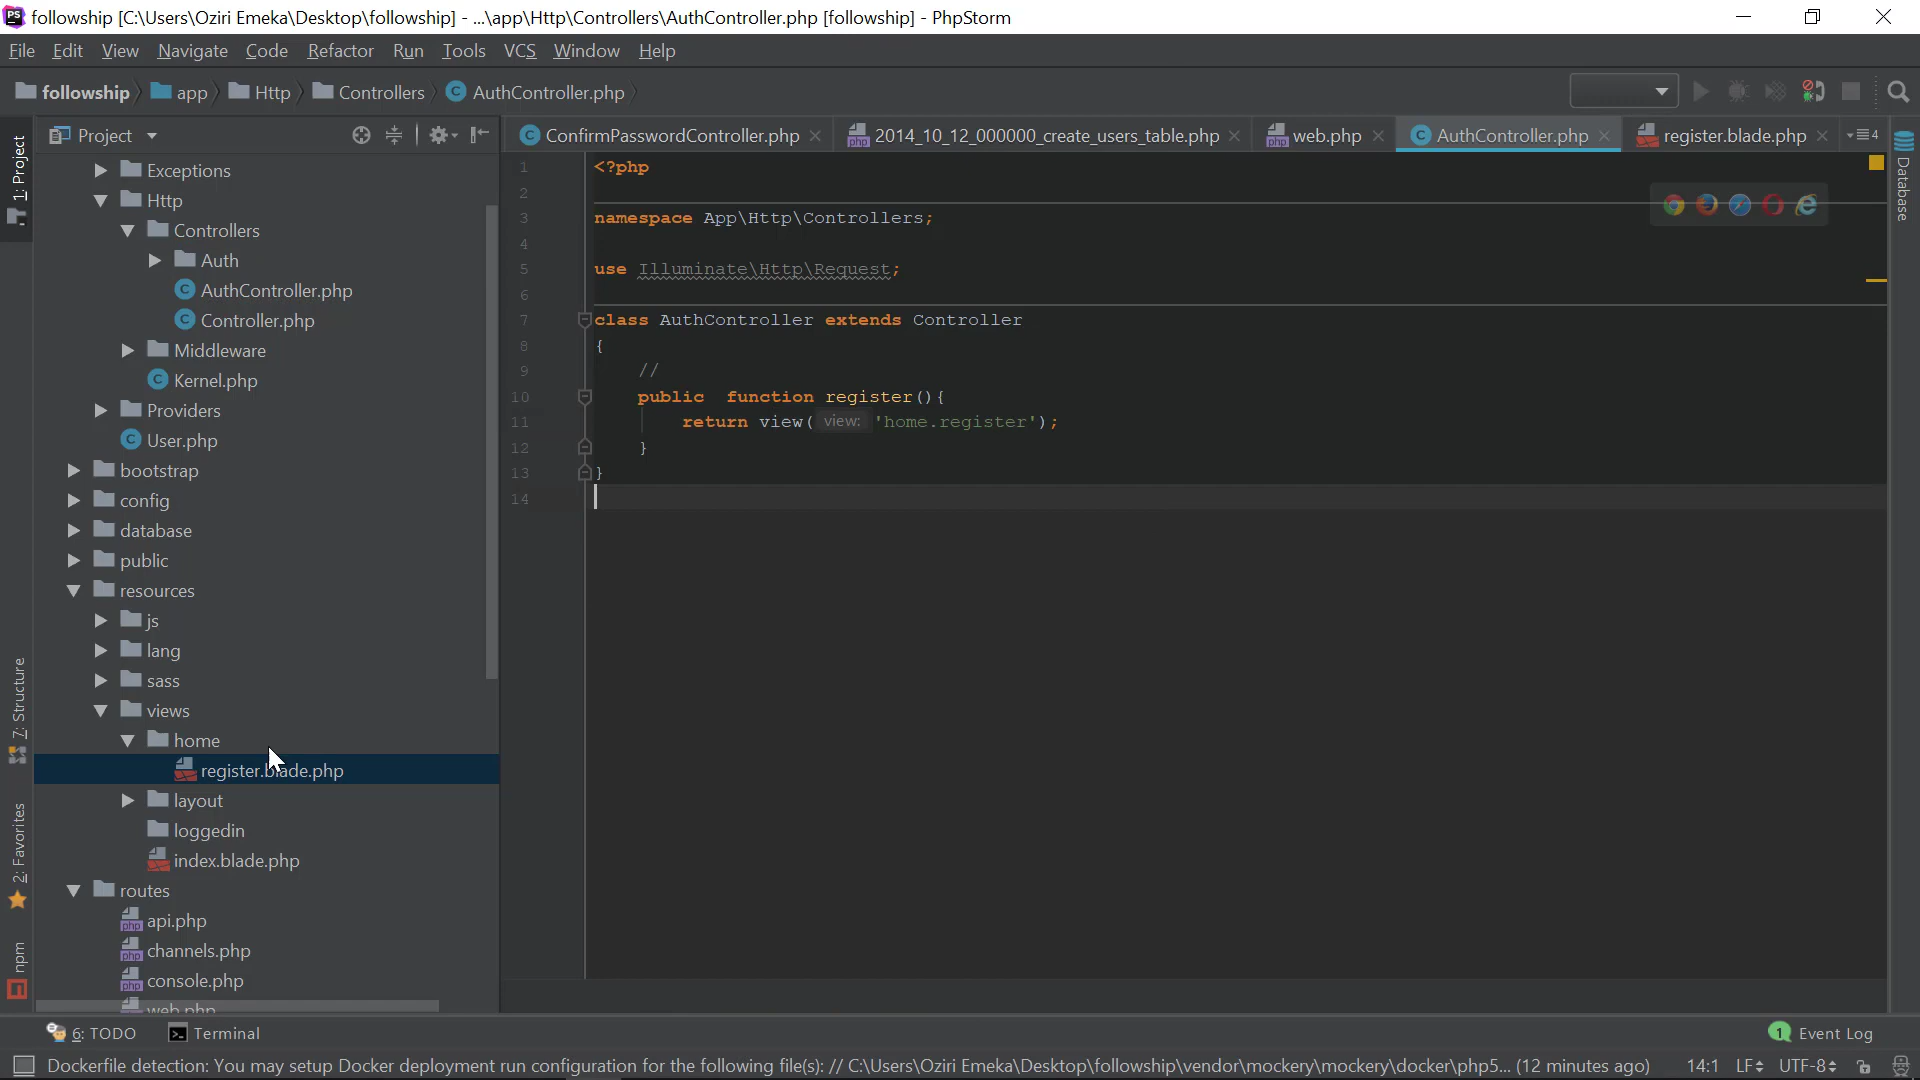 followship [C:\Users\Oziri Emeka\Desktop\followship] - ...\app\Http\Controllers\AuthController.php [followship] - PhpStorm
File Edit View Navigate Code Refactor Run Tools VCS Window Help
followship app Http Controllers AuthController.php
Project
ConfirmPasswordController.php 2014_10_12_000000_create_users_table.php web.php AuthController.php register.blade.php 4
1: Project
7: Structure
2: Favorites
npm
Exceptions
Http
Controllers
Auth
AuthController.php
Controller.php
Middleware
Kernel.php
Providers
User.php
bootstrap
config
database
public
resources
js
lang
sass
views
home
register.blade.php
layout
loggedin
index.blade.php
routes
api.php
channels.php
console.php
web.php
1 <?php
2
3 namespace App\Http\Controllers;
4
5 use Illuminate\Http\Request;
6
7 class AuthController extends Controller
8 {
9 //
10 public function register(){
11 return view( view: 'home.register');
12 }
13 }
14
Database
6: TODO Terminal 1 Event Log
Dockerfile detection: You may setup Docker deployment run configuration for the following file(s): // C:\Users\Oziri Emeka\Desktop\followship\vendor\mockery\mockery\docker\php5... (12 minutes ago) 14:1 LF UTF-8